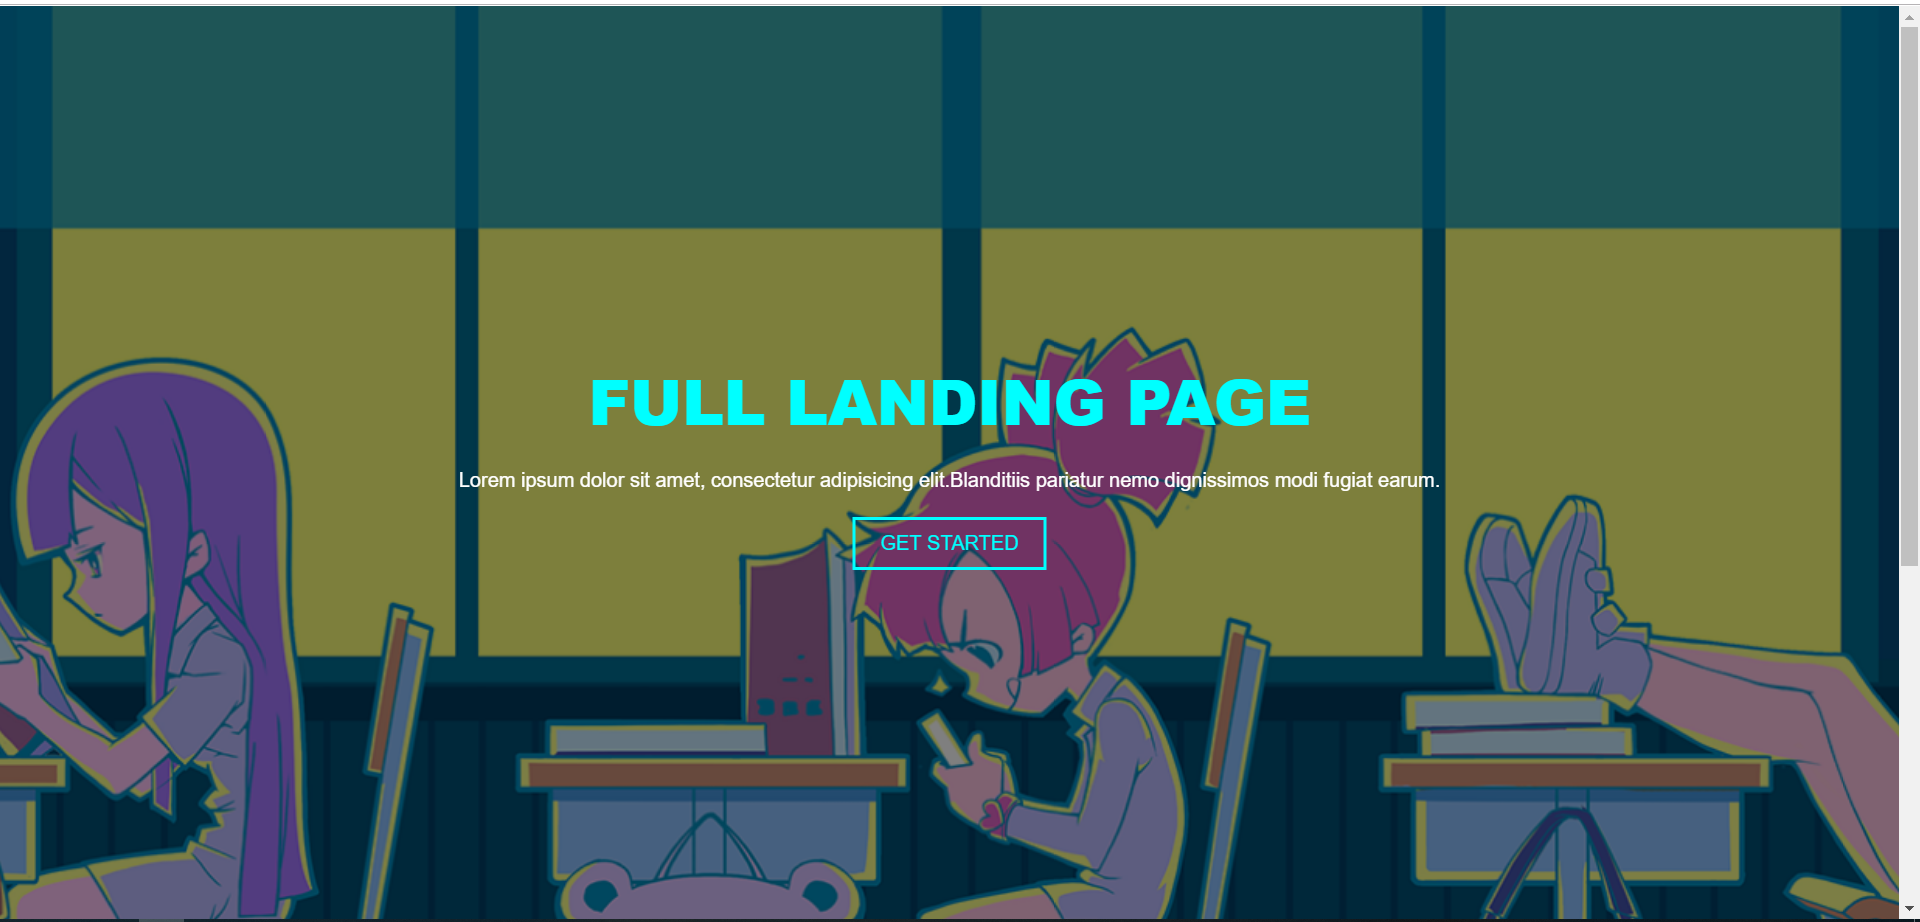 FULL LANDING PAGE
Lorem ipsum dolor sit amet, consectetur adipisicing elit.Blanditiis pariatur nemo dignissimos modi fugiat earum.
GET STARTED